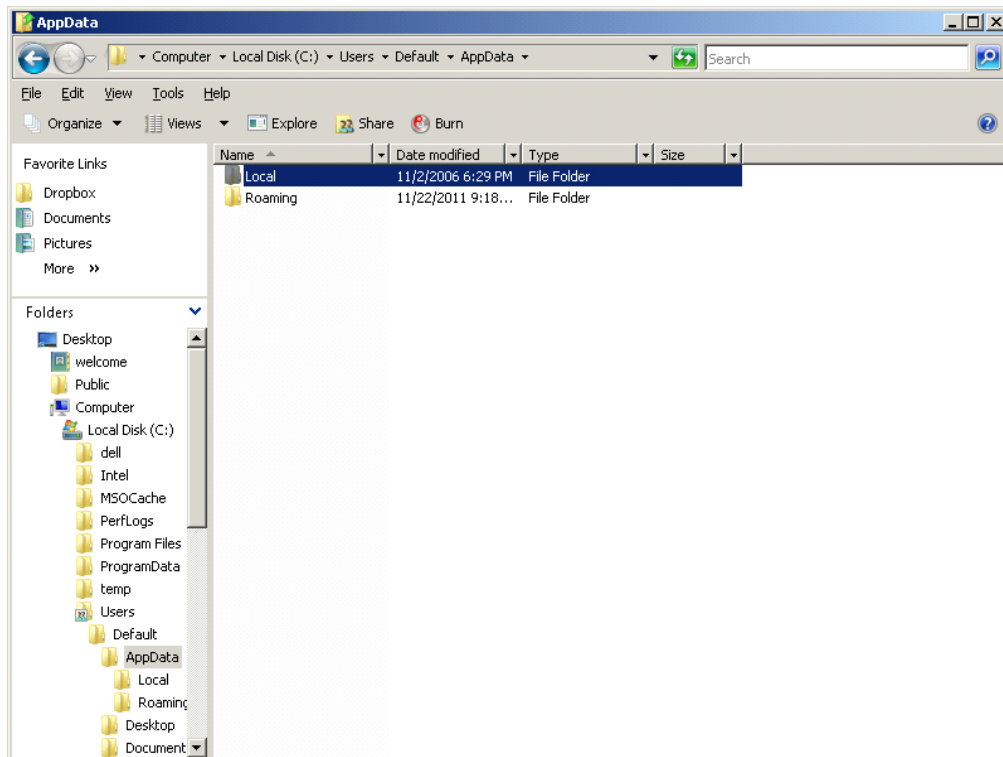 AppData
Computer Local Disk (C:) Users Default AppData Search
File Edit View Tools Help
Organize Views Explore Share Burn
Favorite Links
Dropbox
Documents
Pictures
More »
Name Date modified Type Size
Local 11/2/2006 6:29 PM File Folder
Roaming 11/22/2011 9:18... File Folder
Folders
Desktop
welcome
Public
Computer
Local Disk (C:)
dell
Intel
MSOCache
PerfLogs
Program Files
ProgramData
temp
Users
Default
AppData
Local
Roaming
Desktop
Document